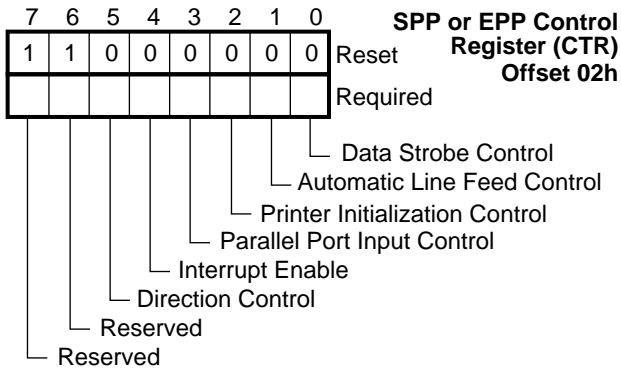 7 6 5 4 3 2 1 0
SPP or EPP Control
Register (CTR)
Offset 02h
1 1 0 0 0 0 0 0 Reset
Required
Data Strobe Control
Automatic Line Feed Control
Printer Initialization Control
Parallel Port Input Control
Interrupt Enable
Direction Control
Reserved
Reserved